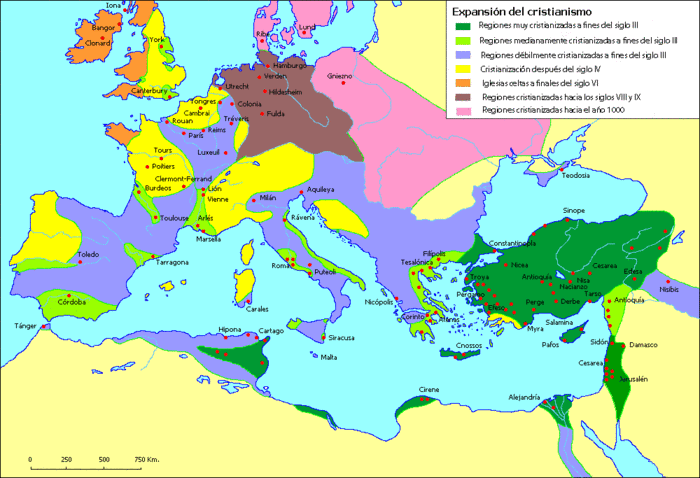 Expansión del cristianismo
Regiones muy cristianizadas a fines del siglo III
Regiones medianamente cristianizadas a fines del siglo III
Regiones débilmente cristianizadas a fines del siglo III
Cristianización después del siglo IV
Iglesias celtas a finales del siglo VI
Regiones cristianizadas hacia los siglos VIII y IX
Regiones cristianizadas hacia el año 1000
Iona
Bangor
Clonard
York
Canterbury
Ribe
Lund
Hamburgo
Verden
Hildesheim
Fulda
Gniezno
Utrecht
Tongres
Colonia
Cambrai
Tréveris
Rouan
Reims
París
Luxeuil
Tours
Poitiers
Clermont-Ferrand
Burdeos
Lión
Vienne
Toulouse
Arlés
Marsella
Milán
Aquileya
Ráveria
Roma
Puteoli
Toledo
Tarragona
Córdoba
Tánger
Carales
Hipona
Cartago
Siracusa
Malta
Teodosia
Sinope
Constantinopla
Filípolis
Tesalónica
Nicópolis
Corinto
Atenas
Nicea
Troya
Pérgamo
Éfeso
Antioquía
Cesarea
Nisa
Nacianzo
Perge
Derbe
Tarso
Edesa
Nísibis
Myra
Salamina
Pafos
Antioquía
Sidón
Damasco
Cesarea
Jerusalén
Cnossos
Cirene
Alejandría
0 250 500 750 Km.